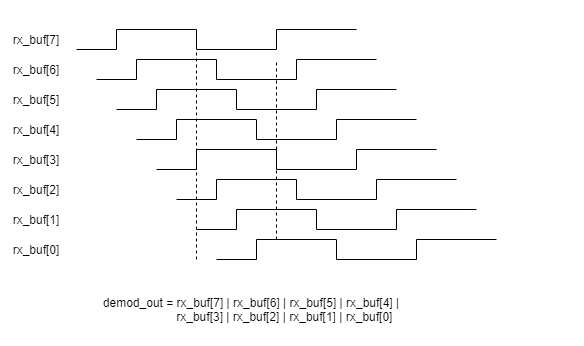 rx_buf[7]
rx_buf[6]
rx_buf[5]
rx_buf[4]
rx_buf[3]
rx_buf[2]
rx_buf[1]
rx_buf[0]
demod_out = rx_buf[7] | rx_buf[6] | rx_buf[5] | rx_buf[4] |
rx_buf[3] | rx_buf[2] | rx_buf[1] | rx_buf[0]